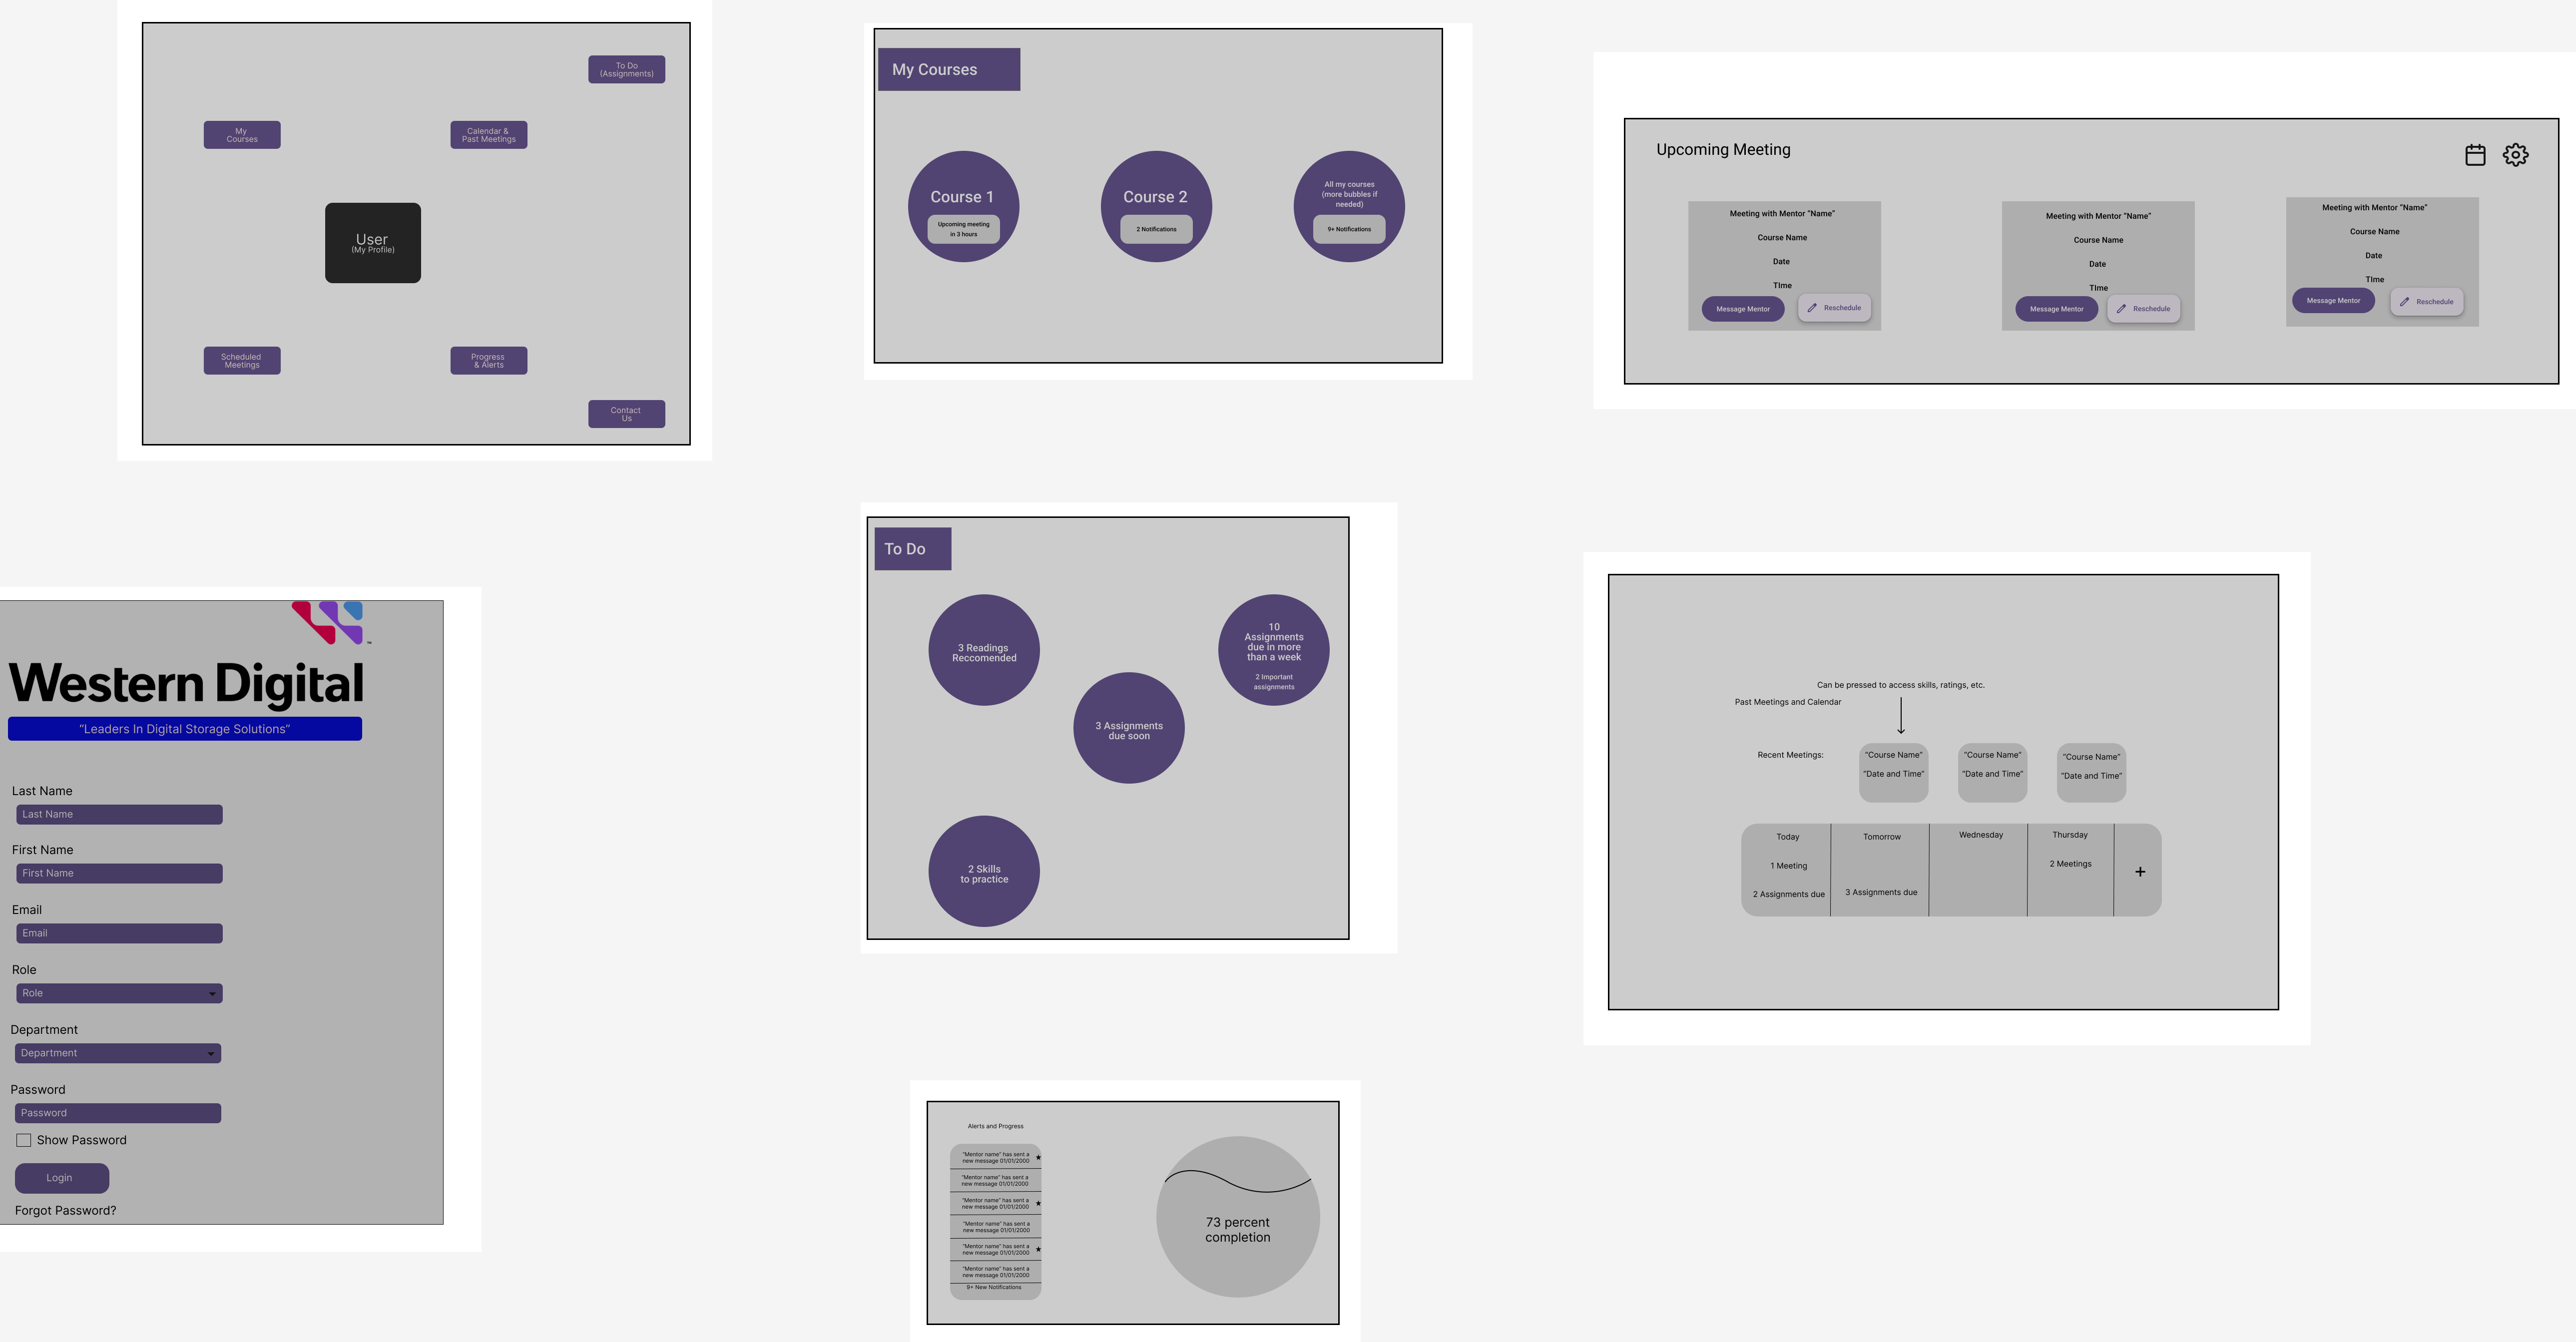 To Do
(Assignments)
My
Courses
Calendar &
Past Meetings
User
(My Profile)
Scheduled
Meetings
Progress
& Alerts
Contact
Us
My Courses
Course 1
Upcoming meeting
in 3 hours
Course 2
2 Notifications
All my courses
(more bubbles if
needed)
9+ Notifications
Upcoming Meeting
Meeting with Mentor “Name”
Course Name
Date
TIme
Message Mentor
Reschedule
Meeting with Mentor “Name”
Course Name
Date
TIme
Message Mentor
Reschedule
Meeting with Mentor “Name”
Course Name
Date
TIme
Message Mentor
Reschedule
Western Digital
TM
“Leaders In Digital Storage Solutions”
Last Name
Last Name
First Name
First Name
Email
Email
Role
Role
Department
Department
Password
Password
Show Password
Login
Forgot Password?
To Do
3 Readings
Reccomended
10
Assignments
due in more
than a week
2 Important
assignments
3 Assignments
due soon
2 Skills
to practice
Can be pressed to access skills, ratings, etc.
Past Meetings and Calendar
Recent Meetings:
“Course Name”
“Date and Time”
“Course Name”
“Date and Time”
“Course Name”
“Date and Time”
Today
1 Meeting
2 Assignments due
Tomorrow
3 Assignments due
Wednesday
Thursday
2 Meetings
+
Alerts and Progress
“Mentor name” has sent a
new message 01/01/2000
“Mentor name” has sent a
new message 01/01/2000
“Mentor name” has sent a
new message 01/01/2000
“Mentor name” has sent a
new message 01/01/2000
“Mentor name” has sent a
new message 01/01/2000
“Mentor name” has sent a
new message 01/01/2000
9+ New Notifications
73 percent
completion